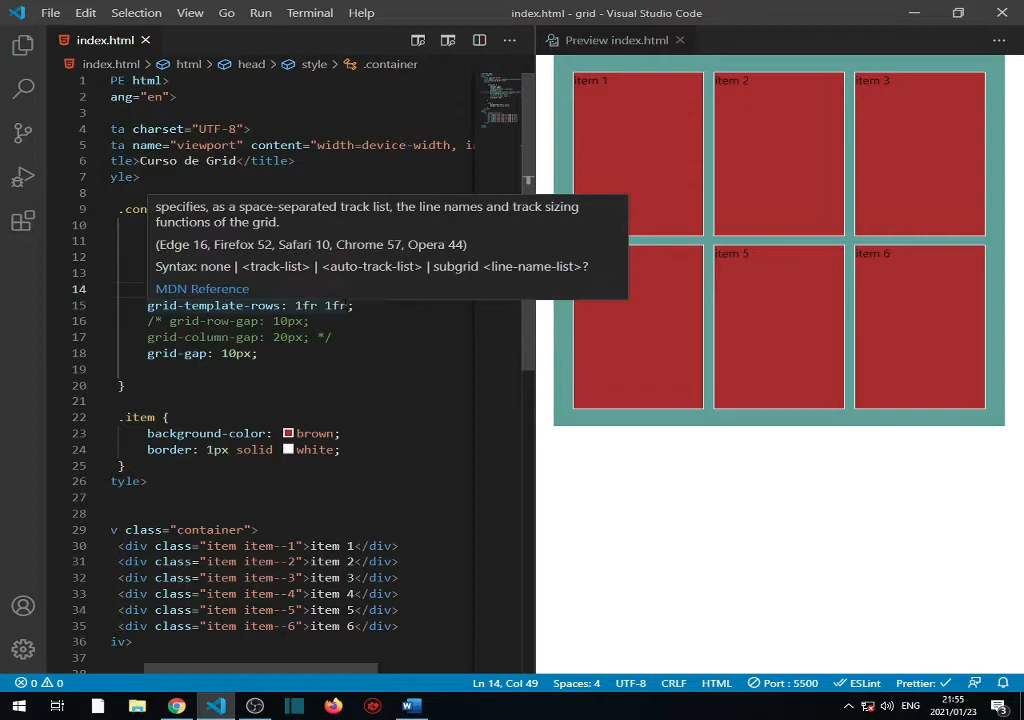 File Edit Selection View Go Run Terminal Help index.html - grid - Visual Studio Code
index.html
Preview index.html
index.html > html > head > style > .container
1 PE html>
2 ang="en">
3
4 ta charset="UTF-8">
5 ta name="viewport" content="width=device-width, in
6 tle>Curso de Grid</title>
7 yle>
8
9 .con
10
11
12
13
14
specifies, as a space-separated track list, the line names and track sizing
functions of the grid.
(Edge 16, Firefox 52, Safari 10, Chrome 57, Opera 44)
Syntax: none | <track-list> | <auto-track-list> | subgrid <line-name-list>?
MDN Reference
15 grid-template-rows: 1fr 1fr;
16 /* grid-row-gap: 10px;
17 grid-column-gap: 20px; */
18 grid-gap: 10px;
19
20 }
21
22 .item {
23 background-color: brown;
24 border: 1px solid white;
25 }
26 tyle>
27
28
29 v class="container">
30 <div class="item item--1">item 1</div>
31 <div class="item item--2">item 2</div>
32 <div class="item item--3">item 3</div>
33 <div class="item item--4">item 4</div>
34 <div class="item item--5">item 5</div>
35 <div class="item item--6">item 6</div>
36 iv>
37
item 1 item 2 item 3
item 5 item 6
0 0 Ln 14, Col 49 Spaces: 4 UTF-8 CRLF HTML Port : 5500 ESLint Prettier: ✓
ENG
21:55
2021/01/23
3